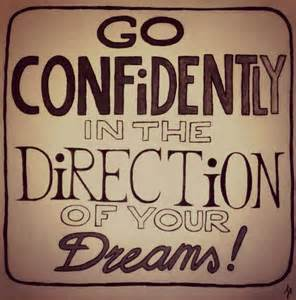 GO
CONFiDENTLY
IN THE
DiRECTiON
OF YOUR
Dreams!